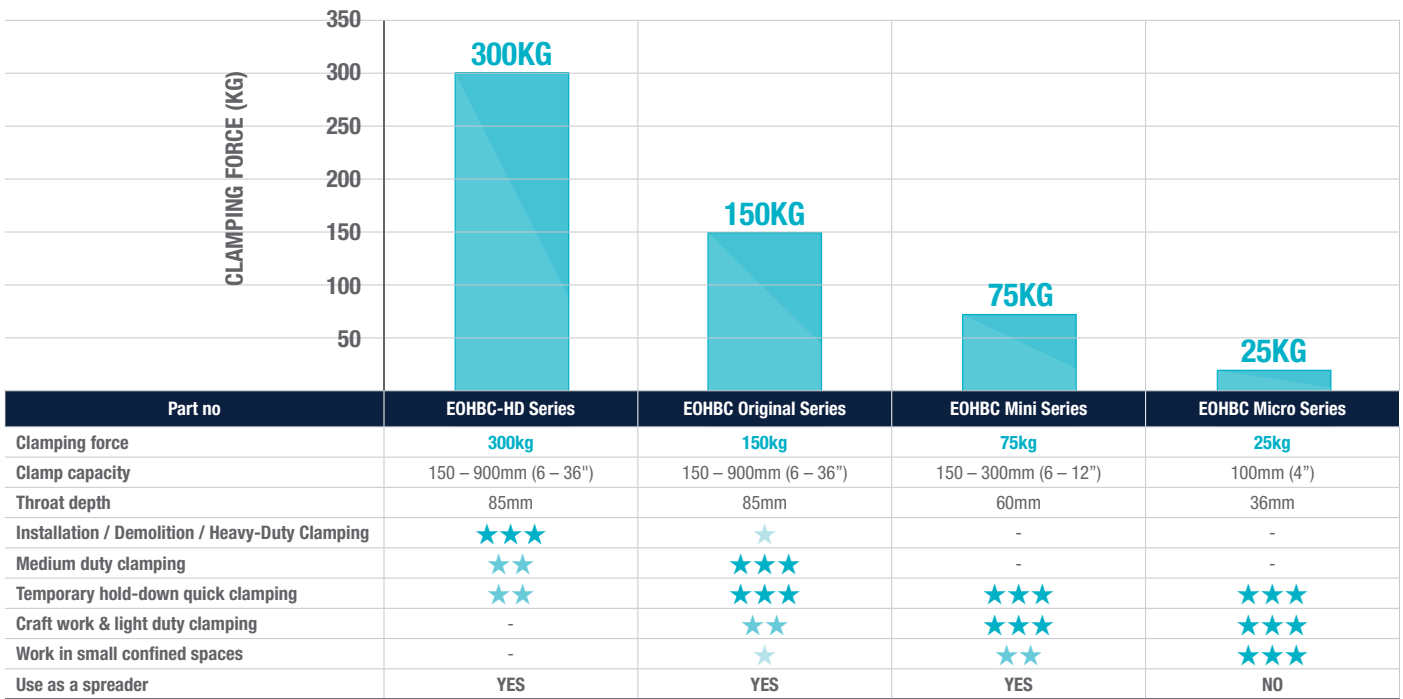 350
300
250
200
150
100
50
CLAMPING FORCE (KG)
300KG
150KG
75KG
25KG
Part no EOHBC-HD Series EOHBC Original Series EOHBC Mini Series EOHBC Micro Series
Clamping force 300kg 150kg 75kg 25kg
Clamp capacity 150 – 900mm (6 – 36") 150 – 900mm (6 – 36”) 150 – 300mm (6 – 12”) 100mm (4”)
Throat depth 85mm 85mm 60mm 36mm
Installation / Demolition / Heavy-Duty Clamping ★★★ ★ - -
Medium duty clamping ★★ ★★★ - -
Temporary hold-down quick clamping ★★ ★★★ ★★★ ★★★
Craft work & light duty clamping - ★★ ★★★ ★★★
Work in small confined spaces - ★ ★★ ★★★
Use as a spreader YES YES YES NO